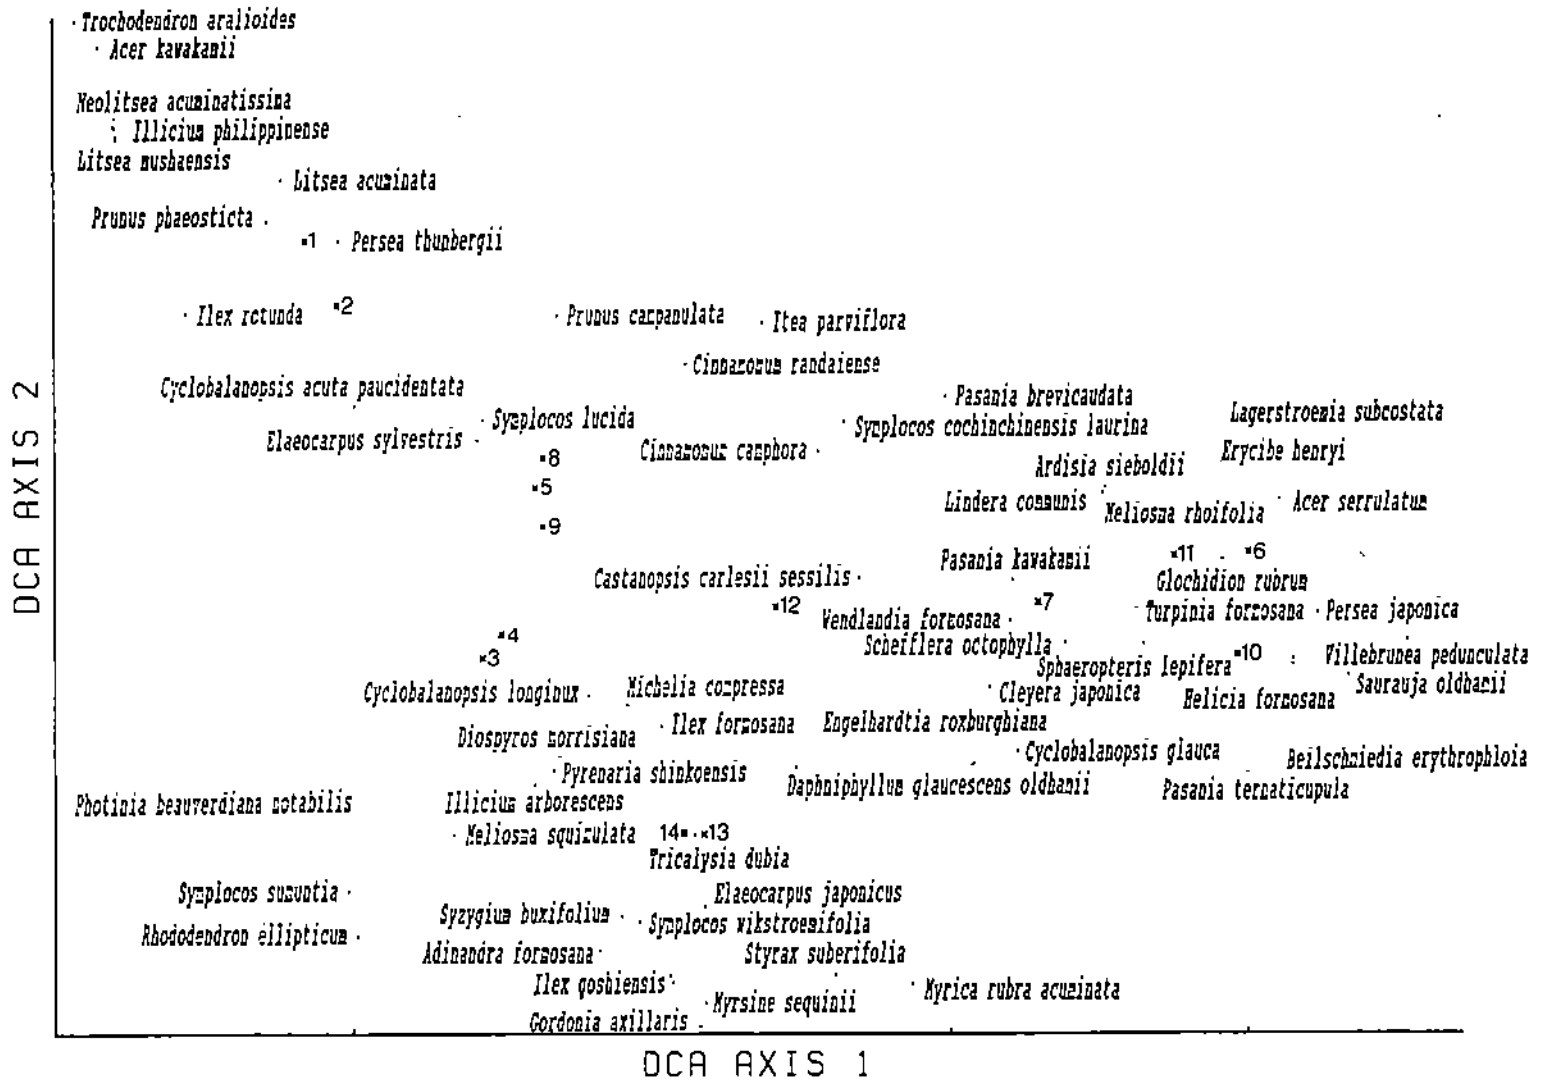 Trochodendron aralioides
Acer kawakamii
Neolitsea acuminatissima
Illicium philippinense
Litsea mushaensis
Litsea acuminata
Prunus phaeosticta
1
Persea thunbergii
Ilex rotunda
2
Prunus campanulata
Itea parviflora
Cinnamomum randaiense
Cyclobalanopsis acuta paucidentata
Pasania brevicaudata
Lagerstroemia subcostata
Symplocos lucida
Symplocos cochinchinensis laurina
Elaeocarpus sylvestris
Cinnamomum camphora
Erycibe henryi
8
Ardisia sieboldii
5
Lindera communis
Meliosma rhoifolia
Acer serrulatum
9
Pasania kawakamii
11
6
Castanopsis carlesii sessilis
Glochidion rubrum
12
Wendlandia formosana
7
Turpinia formosana
Persea japonica
4
Scheiflera octophylla
3
Sphaeropteris lepifera
10
Villebrunea pedunculata
Cyclobalanopsis longinux
Michelia compressa
Cleyera japonica
Helicia formosana
Saurauja oldhamii
Diospyros morrisiana
Ilex formosana
Engelhardtia roxburghiana
Cyclobalanopsis glauca
Beilschmiedia erythrophloia
Pyrenaria shinkoensis
Daphniphyllum glaucescens oldhamii
Pasania ternaticupula
Photinia beauverdiana notabilis
Illicium arborescens
Meliosma squimulata
14
13
Tricalysia dubia
Symplocos sumuntia
Elaeocarpus japonicus
Syzygium buxifolium
Symplocos wikstroemifolia
Rhododendron ellipticum
Adinandra formosana
Styrax suberifolia
Ilex goshiensis
Myrsine sequinii
Myrica rubra acuminata
Gordonia axillaris
DCA AXIS 1
DCA AXIS 2